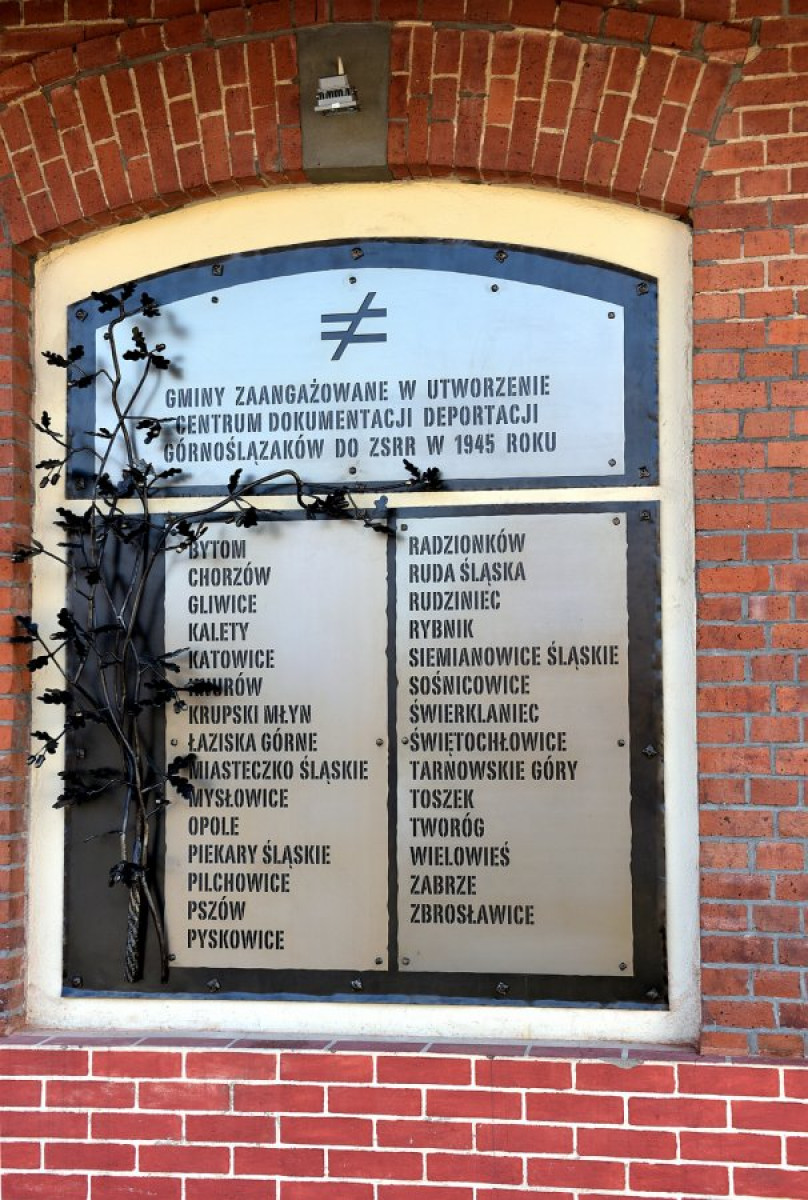 GMINY ZAANGAŻOWANE W UTWORZENIE
CENTRUM DOKUMENTACJI DEPORTACJI
GÓRNOŚLĄZAKÓW DO ZSRR W 1945 ROKU
BYTOM
CHORZÓW
GLIWICE
KALETY
KATOWICE
KNURÓW
KRUPSKI MŁYN
ŁAZISKA GÓRNE
MIASTECZKO ŚLĄSKIE
MYSŁOWICE
OPOLE
PIEKARY ŚLĄSKIE
PILCHOWICE
PSZÓW
PYSKOWICE
RADZIONKÓW
RUDA ŚLĄSKA
RUDZINIEC
RYBNIK
SIEMIANOWICE ŚLĄSKIE
SOŚNICOWICE
ŚWIERKLANIEC
ŚWIĘTOCHŁOWICE
TARNOWSKIE GÓRY
TOSZEK
TWORÓG
WIELOWIEŚ
ZABRZE
ZBROSŁAWICE